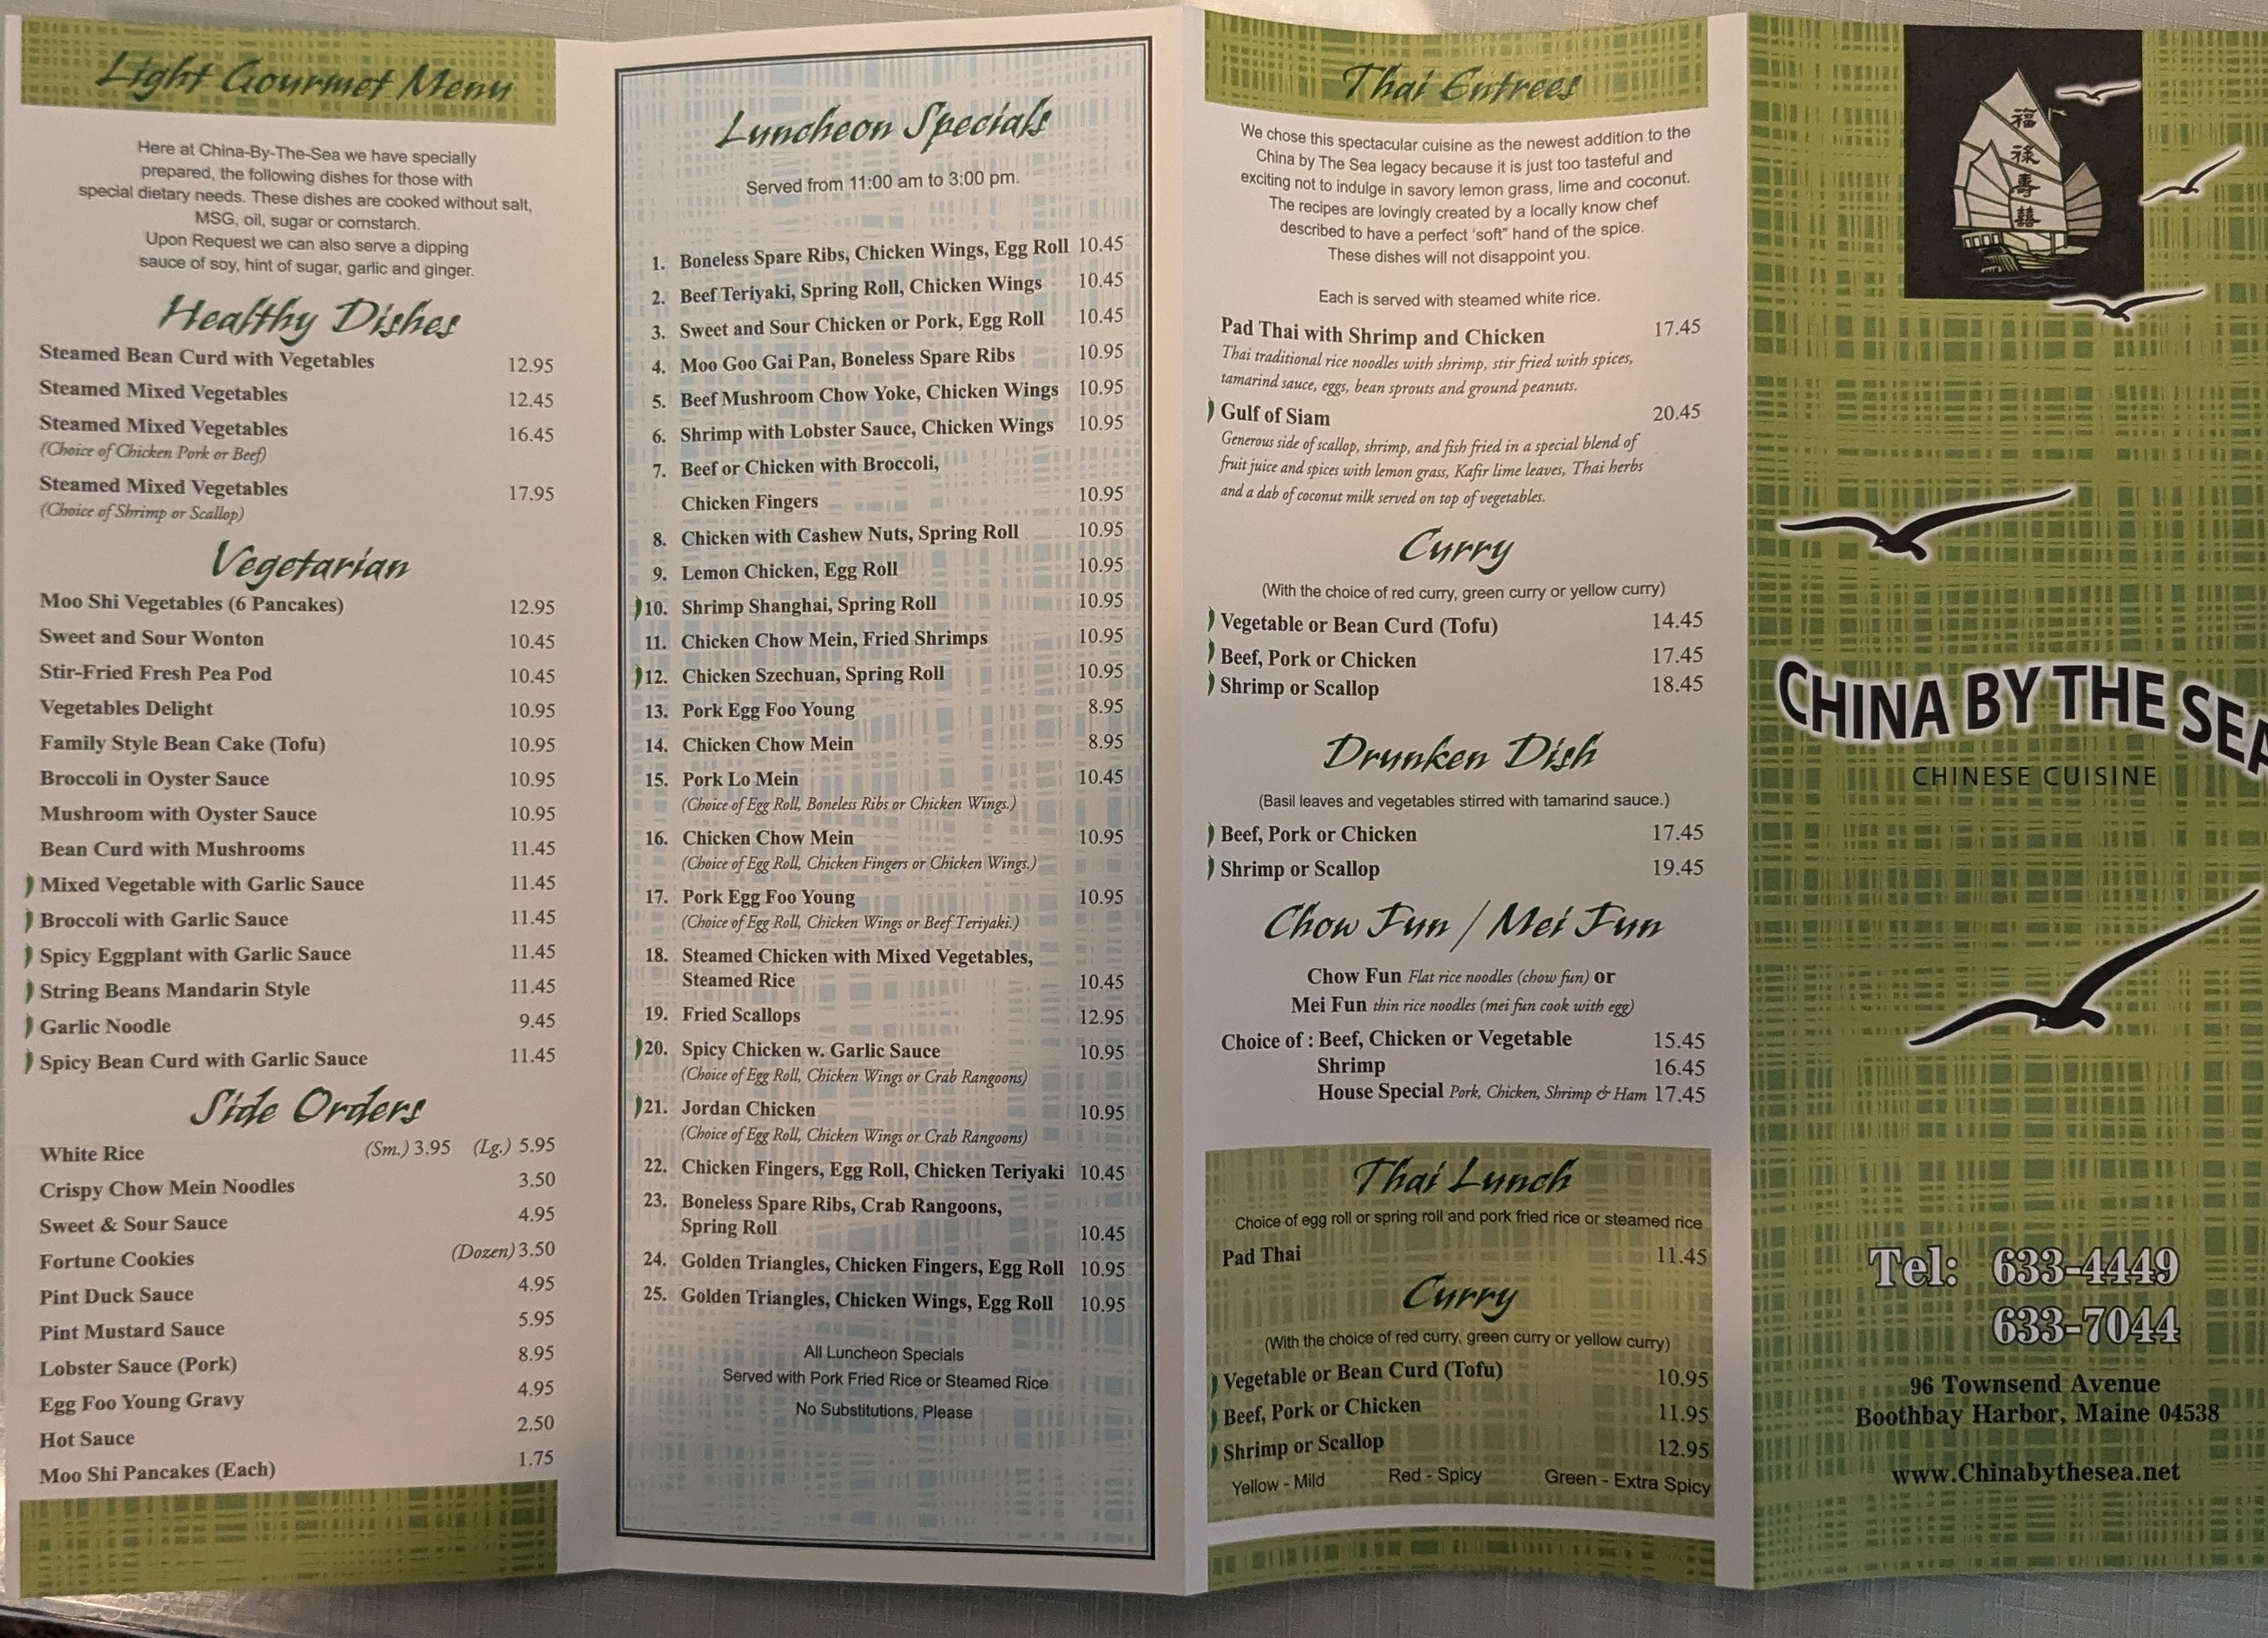 Light Gourmet Menu
Here at China-By-The-Sea we have specially
prepared, the following dishes for those with
special dietary needs. These dishes are cooked without salt,
MSG, oil, sugar or cornstarch.
Upon Request we can also serve a dipping
sauce of soy, hint of sugar, garlic and ginger.
Healthy Dishes
Steamed Bean Curd with Vegetables 12.95
Steamed Mixed Vegetables 12.45
Steamed Mixed Vegetables 16.45
(Choice of Chicken Pork or Beef)
Steamed Mixed Vegetables 17.95
(Choice of Shrimp or Scallop)
Vegetarian
Moo Shi Vegetables (6 Pancakes) 12.95
Sweet and Sour Wonton 10.45
Stir-Fried Fresh Pea Pod 10.45
Vegetables Delight 10.95
Family Style Bean Cake (Tofu) 10.95
Broccoli in Oyster Sauce 10.95
Mushroom with Oyster Sauce 10.95
Bean Curd with Mushrooms 11.45
Mixed Vegetable with Garlic Sauce 11.45
Broccoli with Garlic Sauce 11.45
Spicy Eggplant with Garlic Sauce 11.45
String Beans Mandarin Style 11.45
Garlic Noodle 9.45
Spicy Bean Curd with Garlic Sauce 11.45
Side Orders
White Rice (Sm.) 3.95 (Lg.) 5.95
Crispy Chow Mein Noodles 3.50
Sweet & Sour Sauce 4.95
Fortune Cookies (Dozen) 3.50
Pint Duck Sauce 4.95
Pint Mustard Sauce 5.95
Lobster Sauce (Pork) 8.95
Egg Foo Young Gravy 4.95
Hot Sauce 2.50
Moo Shi Pancakes (Each) 1.75
Luncheon Specials
Served from 11:00 am to 3:00 pm.
1. Boneless Spare Ribs, Chicken Wings, Egg Roll 10.45
2. Beef Teriyaki, Spring Roll, Chicken Wings 10.45
3. Sweet and Sour Chicken or Pork, Egg Roll 10.45
4. Moo Goo Gai Pan, Boneless Spare Ribs 10.95
5. Beef Mushroom Chow Yoke, Chicken Wings 10.95
6. Shrimp with Lobster Sauce, Chicken Wings 10.95
7. Beef or Chicken with Broccoli,
Chicken Fingers 10.95
8. Chicken with Cashew Nuts, Spring Roll 10.95
9. Lemon Chicken, Egg Roll 10.95
10. Shrimp Shanghai, Spring Roll 10.95
11. Chicken Chow Mein, Fried Shrimps 10.95
12. Chicken Szechuan, Spring Roll 10.95
13. Pork Egg Foo Young 8.95
14. Chicken Chow Mein 8.95
15. Pork Lo Mein 10.45
(Choice of Egg Roll, Boneless Ribs or Chicken Wings.)
16. Chicken Chow Mein 10.95
(Choice of Egg Roll, Chicken Fingers or Chicken Wings.)
17. Pork Egg Foo Young 10.95
(Choice of Egg Roll, Chicken Wings or Beef Teriyaki.)
18. Steamed Chicken with Mixed Vegetables,
Steamed Rice 10.45
19. Fried Scallops 12.95
20. Spicy Chicken w. Garlic Sauce 10.95
(Choice of Egg Roll, Chicken Wings or Crab Rangoons)
21. Jordan Chicken 10.95
(Choice of Egg Roll, Chicken Wings or Crab Rangoons)
22. Chicken Fingers, Egg Roll, Chicken Teriyaki 10.45
23. Boneless Spare Ribs, Crab Rangoons,
Spring Roll 10.45
24. Golden Triangles, Chicken Fingers, Egg Roll 10.95
25. Golden Triangles, Chicken Wings, Egg Roll 10.95
All Luncheon Specials
Served with Pork Fried Rice or Steamed Rice
No Substitutions, Please
Thai Entrees
We chose this spectacular cuisine as the newest addition to the
China by The Sea legacy because it is just too tasteful and
exciting not to indulge in savory lemon grass, lime and coconut.
The recipes are lovingly created by a locally know chef
described to have a perfect 'soft" hand of the spice.
These dishes will not disappoint you.
Each is served with steamed white rice.
Pad Thai with Shrimp and Chicken 17.45
Thai traditional rice noodles with shrimp, stir fried with spices,
tamarind sauce, eggs, bean sprouts and ground peanuts.
Gulf of Siam 20.45
Generous side of scallop, shrimp, and fish fried in a special blend of
fruit juice and spices with lemon grass, Kafir lime leaves, Thai herbs
and a dab of coconut milk served on top of vegetables.
Curry
(With the choice of red curry, green curry or yellow curry)
Vegetable or Bean Curd (Tofu) 14.45
Beef, Pork or Chicken 17.45
Shrimp or Scallop 18.45
Drunken Dish
(Basil leaves and vegetables stirred with tamarind sauce.)
Beef, Pork or Chicken 17.45
Shrimp or Scallop 19.45
Chow Fun / Mei Fun
Chow Fun Flat rice noodles (chow fun) or
Mei Fun thin rice noodles (mei fun cook with egg)
Choice of : Beef, Chicken or Vegetable 15.45
Shrimp 16.45
House Special Pork, Chicken, Shrimp & Ham 17.45
Thai Lunch
Choice of egg roll or spring roll and pork fried rice or steamed rice
Pad Thai 11.45
Curry
(With the choice of red curry, green curry or yellow curry)
Vegetable or Bean Curd (Tofu) 10.95
Beef, Pork or Chicken 11.95
Shrimp or Scallop 12.95
Yellow - Mild Red - Spicy Green - Extra Spicy
福
祿
壽
囍
CHINA BY THE SEA
CHINESE CUISINE
Tel: 633-4449
633-7044
96 Townsend Avenue
Boothbay Harbor, Maine 04538
www.Chinabythesea.net